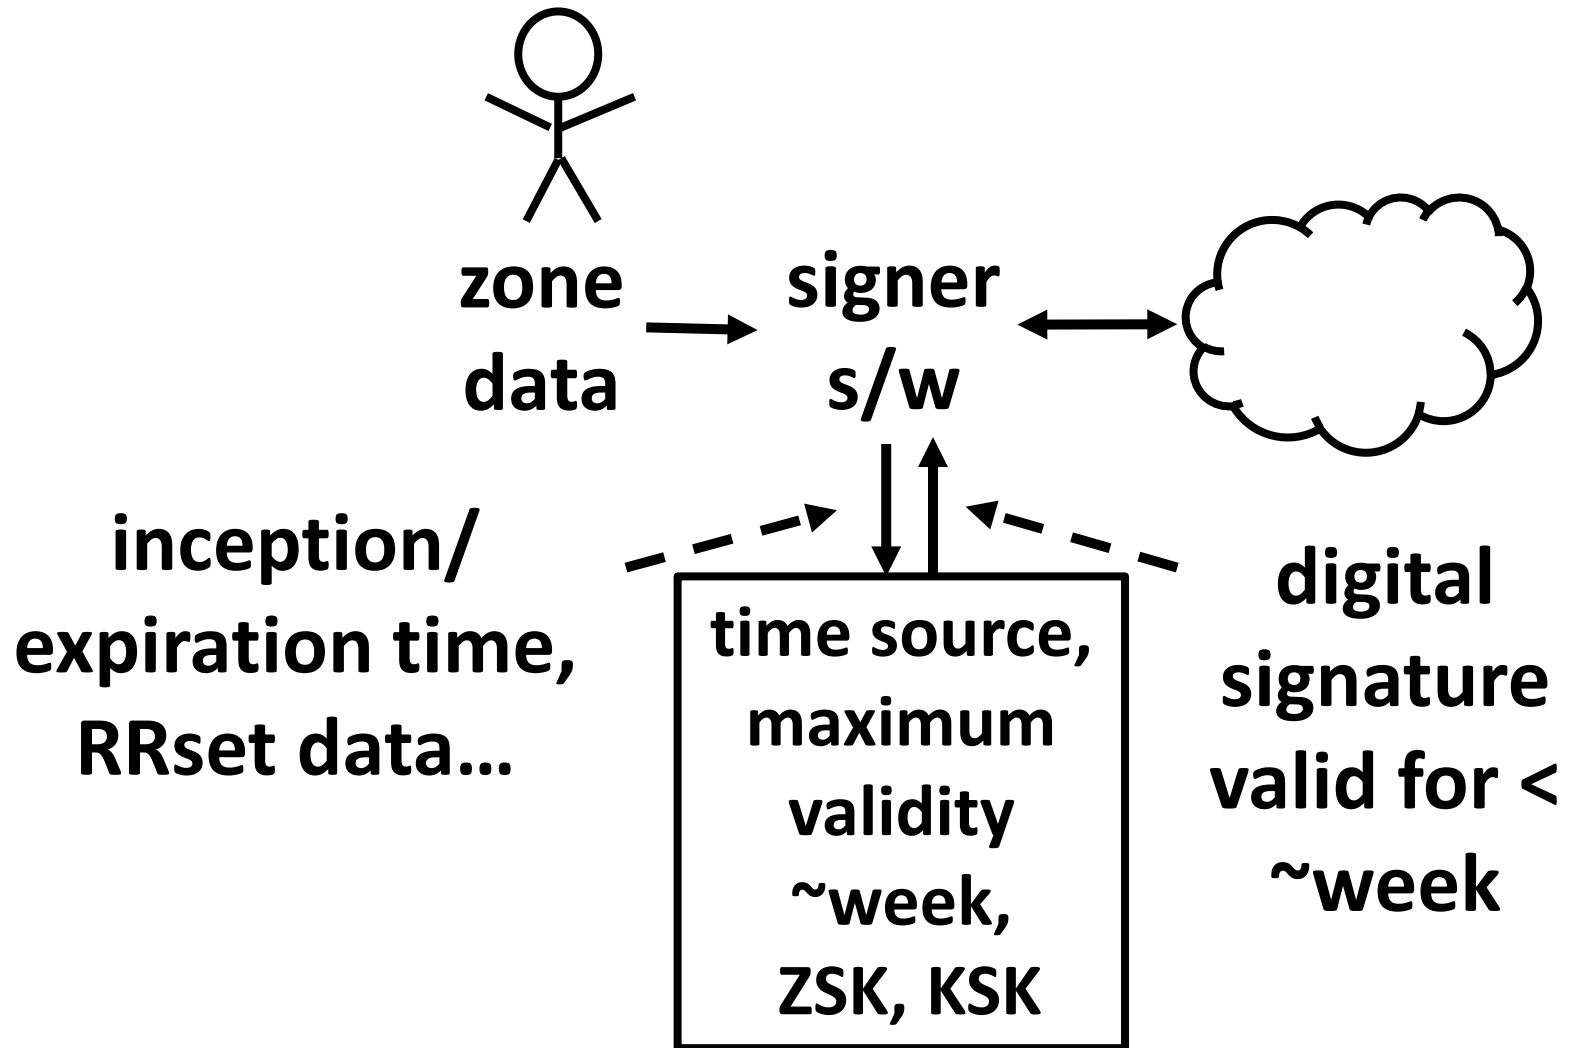 zone
data
signer
s/w
inception/
expiration time,
RRset data…
time source,
maximum
validity
~week,
ZSK, KSK
digital
signature
valid for <
~week